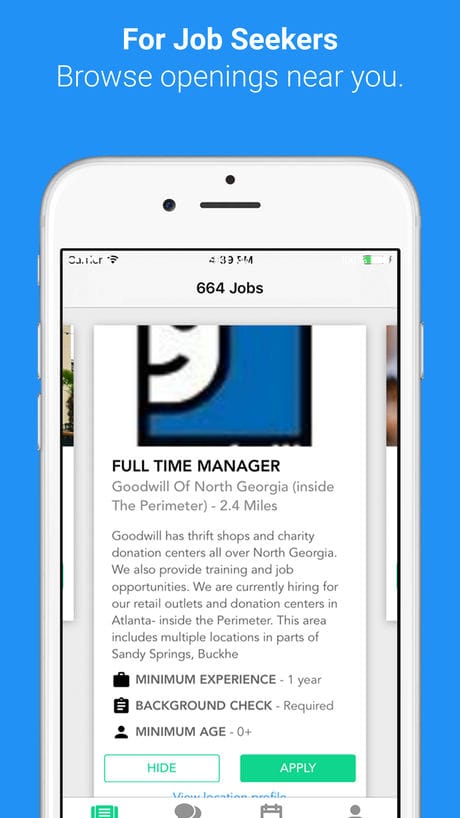 For Job Seekers
Browse openings near you.
4:39 PM
664 Jobs
FULL TIME MANAGER
Goodwill Of North Georgia (inside
The Perimeter) - 2.4 Miles
Goodwill has thrift shops and charity
donation centers all over North Georgia.
We also provide training and job
opportunities. We are currently hiring for
our retail outlets and donation centers in
Atlanta- inside the Perimeter. This area
includes multiple locations in parts of
Sandy Springs, Buckhe
MINIMUM EXPERIENCE - 1 year
BACKGROUND CHECK - Required
MINIMUM AGE - 0+
HIDE APPLY
View location profile